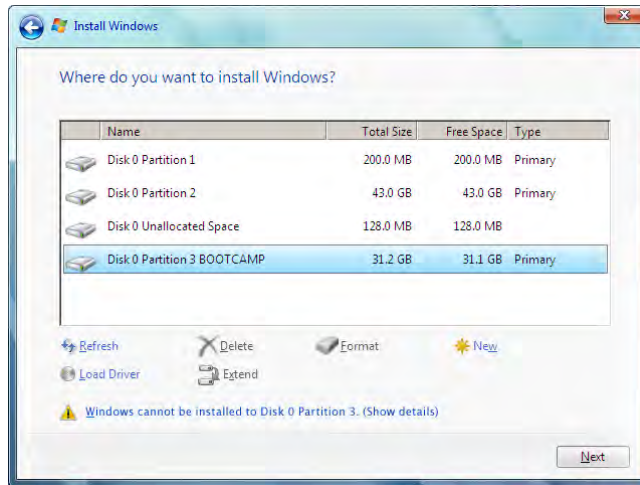 Install Windows
Where do you want to install Windows?
Name Total Size Free Space Type
Disk 0 Partition 1 200.0 MB 200.0 MB Primary
Disk 0 Partition 2 43.0 GB 43.0 GB Primary
Disk 0 Unallocated Space 128.0 MB 128.0 MB
Disk 0 Partition 3 BOOTCAMP 31.2 GB 31.1 GB Primary
Refresh Delete Format New
Load Driver Extend
Windows cannot be installed to Disk 0 Partition 3. (Show details)
Next